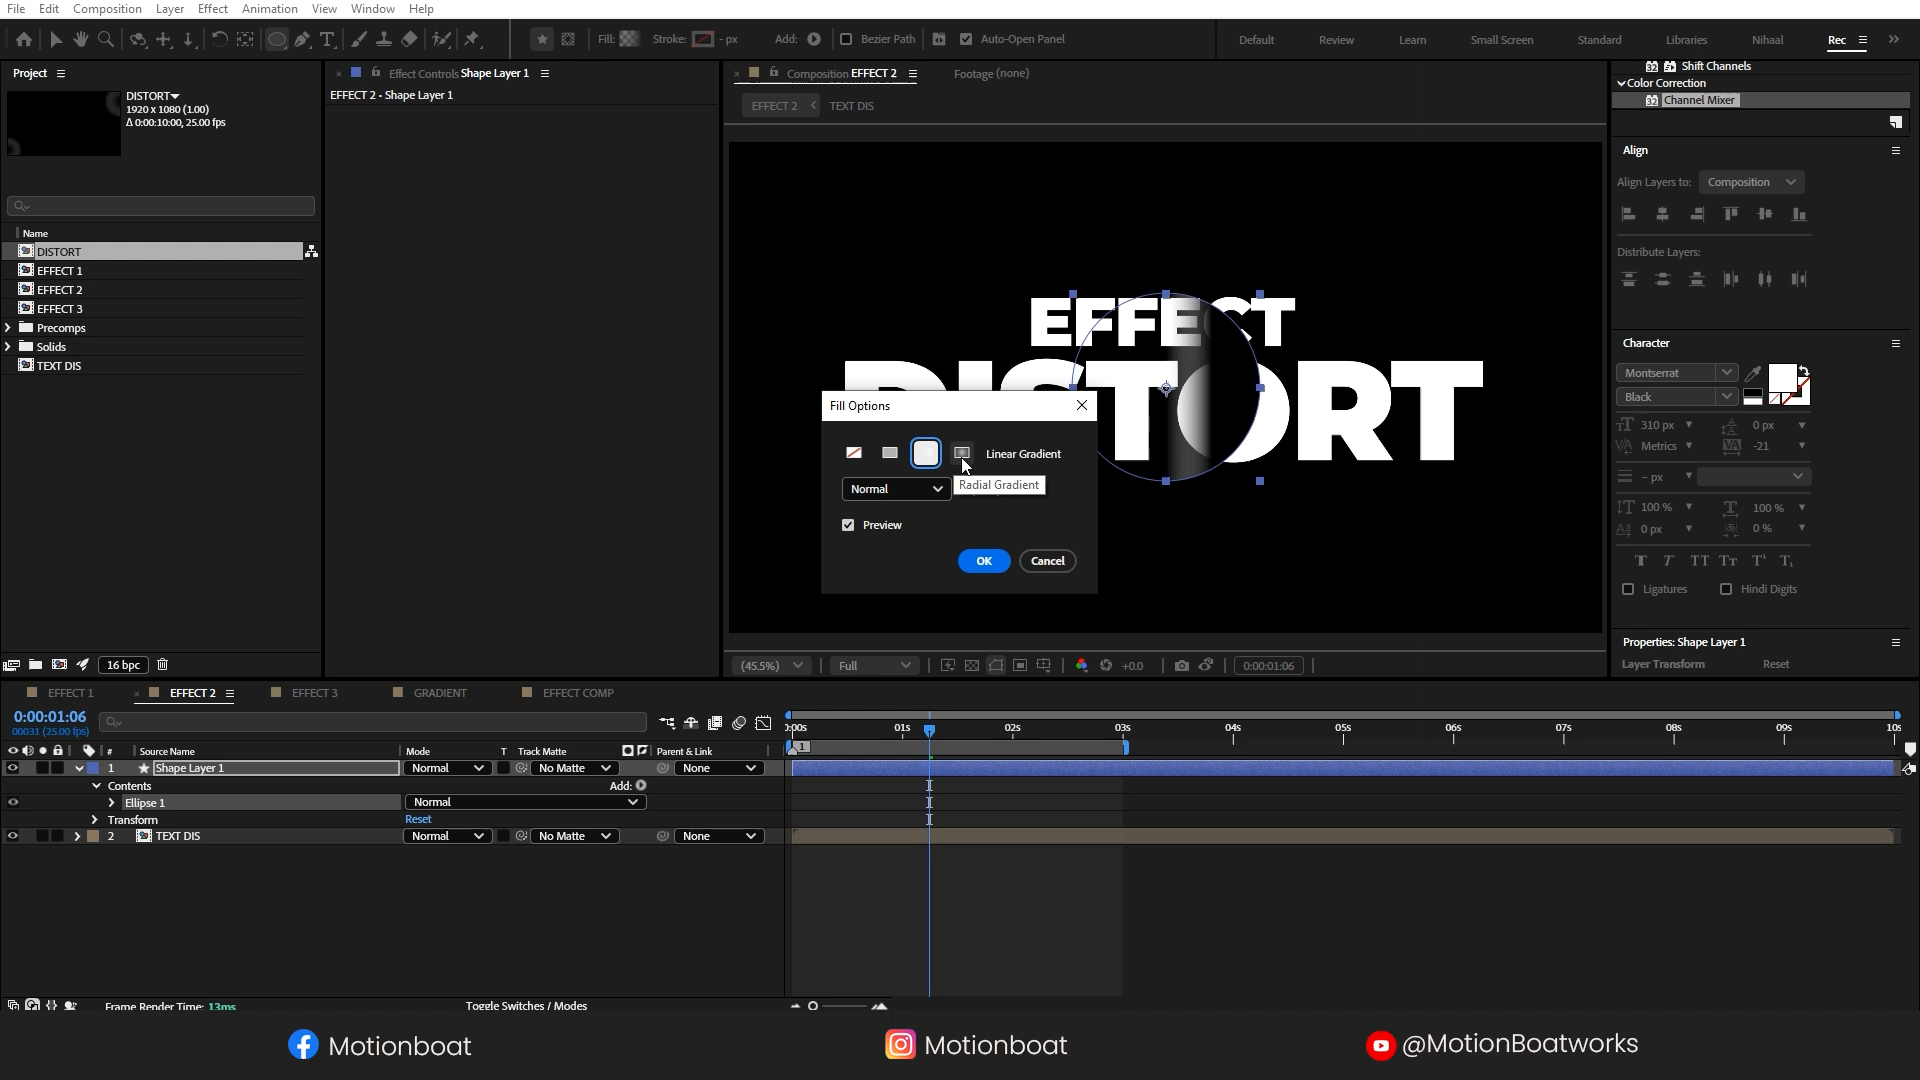 File Edit Composition Layer Effect Animation View Window Help
Fill: Stroke: - px Add: Bezier Path Auto-Open Panel Default Review Learn Small Screen Standard Libraries Nihaal Rec
Project
DISTORT
1920 x 1080 (1.00)
Δ 0:00:10:00, 25.00 fps
Name
DISTORT
EFFECT 1
EFFECT 2
EFFECT 3
Precomps
Solids
TEXT DIS
16 bpc
Effect Controls Shape Layer 1
EFFECT 2 • Shape Layer 1
Composition EFFECT 2 Footage (none)
EFFECT 2 TEXT DIS
EFFECT
DISTORT
Fill Options
Linear Gradient
Radial Gradient
Normal
Preview
OK Cancel
(45.5%) Full +0.0 0:00:01:06
32 Shift Channels
Color Correction
32 Channel Mixer
Align
Align Layers to: Composition
Distribute Layers:
Character
Montserrat
Black
310 px 0 px
Metrics -21
- px
100 % 100 %
0 px 0 %
Ligatures Hindi Digits
Properties: Shape Layer 1
Layer Transform Reset
EFFECT 1 EFFECT 2 EFFECT 3 GRADIENT EFFECT COMP
0:00:01:06
00031 (25.00 fps)
:00s 01s 02s 03s 04s 05s 06s 07s 08s 09s 10s
# Source Name Mode T Track Matte Parent & Link
1
1 Shape Layer 1 Normal No Matte None
Contents Add:
Ellipse 1 Normal
Transform Reset
2 TEXT DIS Normal No Matte None
Frame Render Time: 13ms Toggle Switches / Modes
Motionboat Motionboat @MotionBoatworks